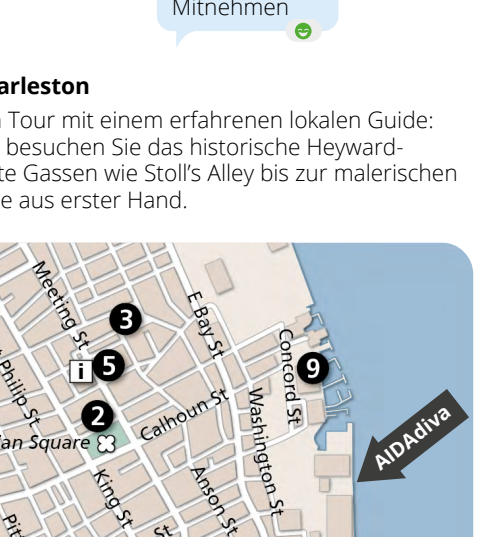 Mitnehmen
arleston
Tour mit einem erfahrenen lokalen Guide:
besuchen Sie das historische Heyward-
te Gassen wie Stoll's Alley bis zur malerischen
e aus erster Hand.
Meeting St
3
E Bay St
i
5
Concord St
9
Philip St
2
Calhoun St
Washington St
AIDAdiva
an Square
King St
Anson St
St